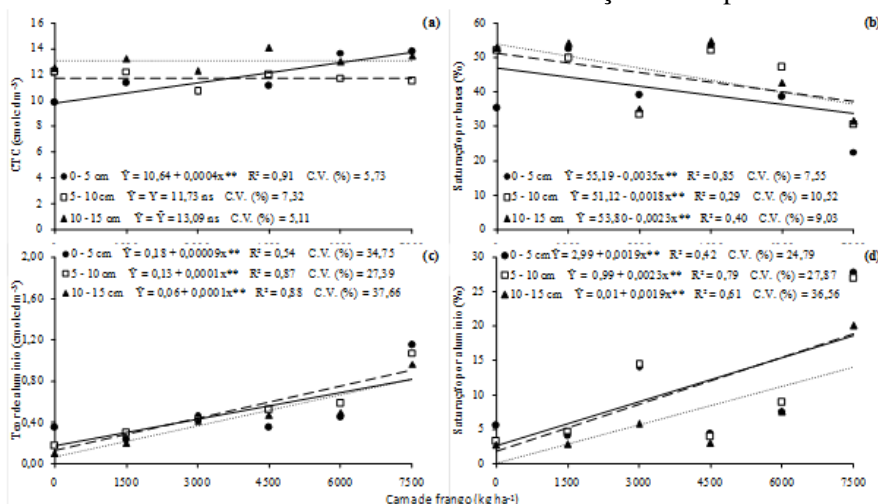 (a)
CTC (cmolc dm⁻³)
16
14
12
10
8
6
4
2
0
● 0 - 5 cm Ŷ = 10,64 + 0,0004x** R² = 0,91 C.V. (%) = 5,73
□ 5 - 10 cm Ŷ = Y = 11,73 ns C.V. (%) = 7,32
▲ 10 - 15 cm Ŷ = Ȳ = 13,09 ns C.V. (%) = 5,11
(b)
Saturação por bases (%)
60
50
40
30
20
10
0
● 0 - 5 cm Ŷ = 55,19 - 0,0035x** R² = 0,85 C.V. (%) = 7,55
□ 5 - 10 cm Ŷ = 51,12 - 0,0018x** R² = 0,29 C.V. (%) = 10,52
▲ 10 - 15 cm Ŷ = 53,80 - 0,0023x** R² = 0,40 C.V. (%) = 9,03
(c)
Teor de alumínio (cmolc dm⁻³)
2,00
1,60
1,20
0,80
0,40
0,00
● 0 - 5 cm Ŷ = 0,18 + 0,00009x** R² = 0,54 C.V. (%) = 34,75
□ 5 - 10 cm Ŷ = 0,13 + 0,0001x** R² = 0,87 C.V. (%) = 27,39
▲ 10 - 15 cm Ŷ = 0,06 + 0,0001x** R² = 0,88 C.V. (%) = 37,66
0 1500 3000 4500 6000 7500
(d)
Saturação por alumínio (%)
30
25
20
15
10
5
0
● 0 - 5 cm Ŷ = 2,99 + 0,0019x** R² = 0,42 C.V. (%) = 24,79
□ 5 - 10 cm Ŷ = 0,99 + 0,0023x** R² = 0,79 C.V. (%) = 27,87
▲ 10 - 15 cm Ŷ = 0,01 + 0,0019x** R² = 0,61 C.V. (%) = 36,56
0 1500 3000 4500 6000 7500
Cama de frango (kg ha⁻¹)